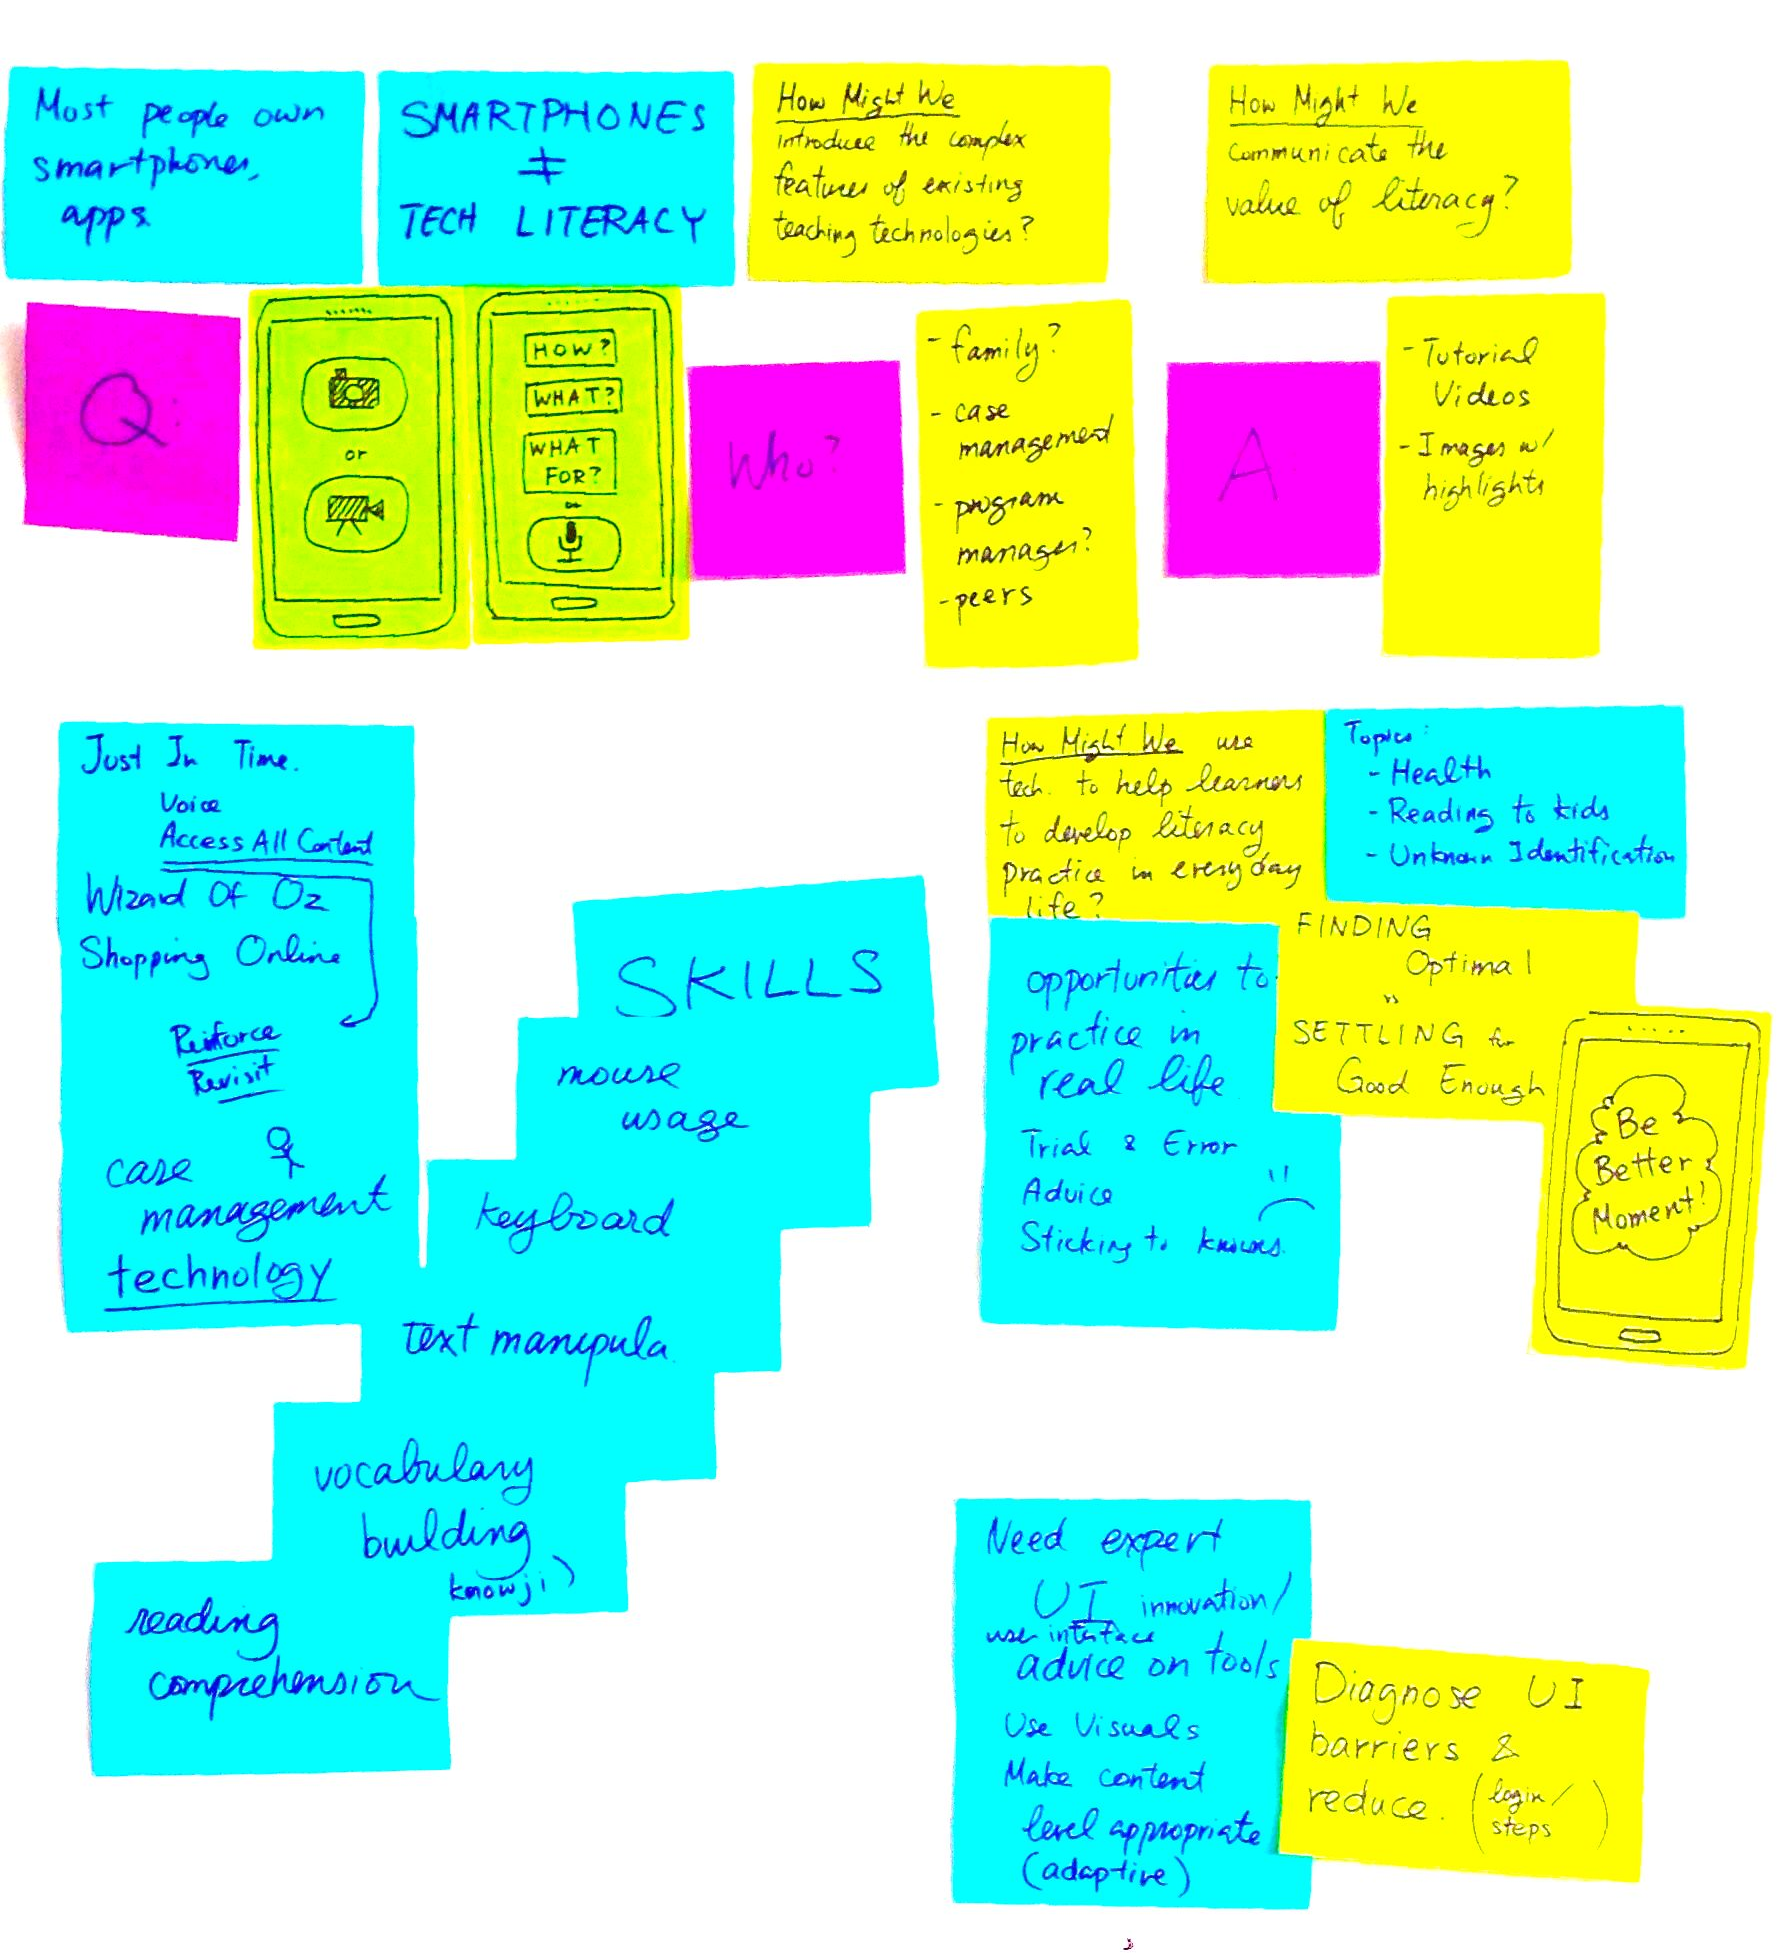 Most people own
smartphones,
apps
SMARTPHONES
≠
TECH LITERACY
How Might We
introduce the complex
features of existing
teaching technologies?
How Might We
communicate the
value of literacy?
Q:
or
HOW?
WHAT?
WHAT
FOR?
or
Who?
- family?
- case
management
- program
manager?
- peers
A
- Tutorial
Videos
- Images w/
highlights
Just In Time.
Voice
Access All Content
Wizard Of Oz
Shopping Online
Reinforce
Revisit
case
management
technology
SKILLS
mouse
usage
keyboard
text manipula.
vocabulary
building
knowji)
reading
comprehension
How Might We use
tech. to help learners
to develop literacy
practice in everyday
life?
Topics:
- Health
- Reading to kids
- Unknown Identification
opportunities to
practice in
real life
Trial & Error
Advice
Sticking to knowns.
FINDING
Optimal
vs
SETTLING for
Good Enough
Be
Better
Moment!
Need expert
UI innovation/
user interface
advice on tools
Use Visuals
Make content
level appropriate
(adaptive)
Diagnose UI
barriers &
reduce. (login/
steps)